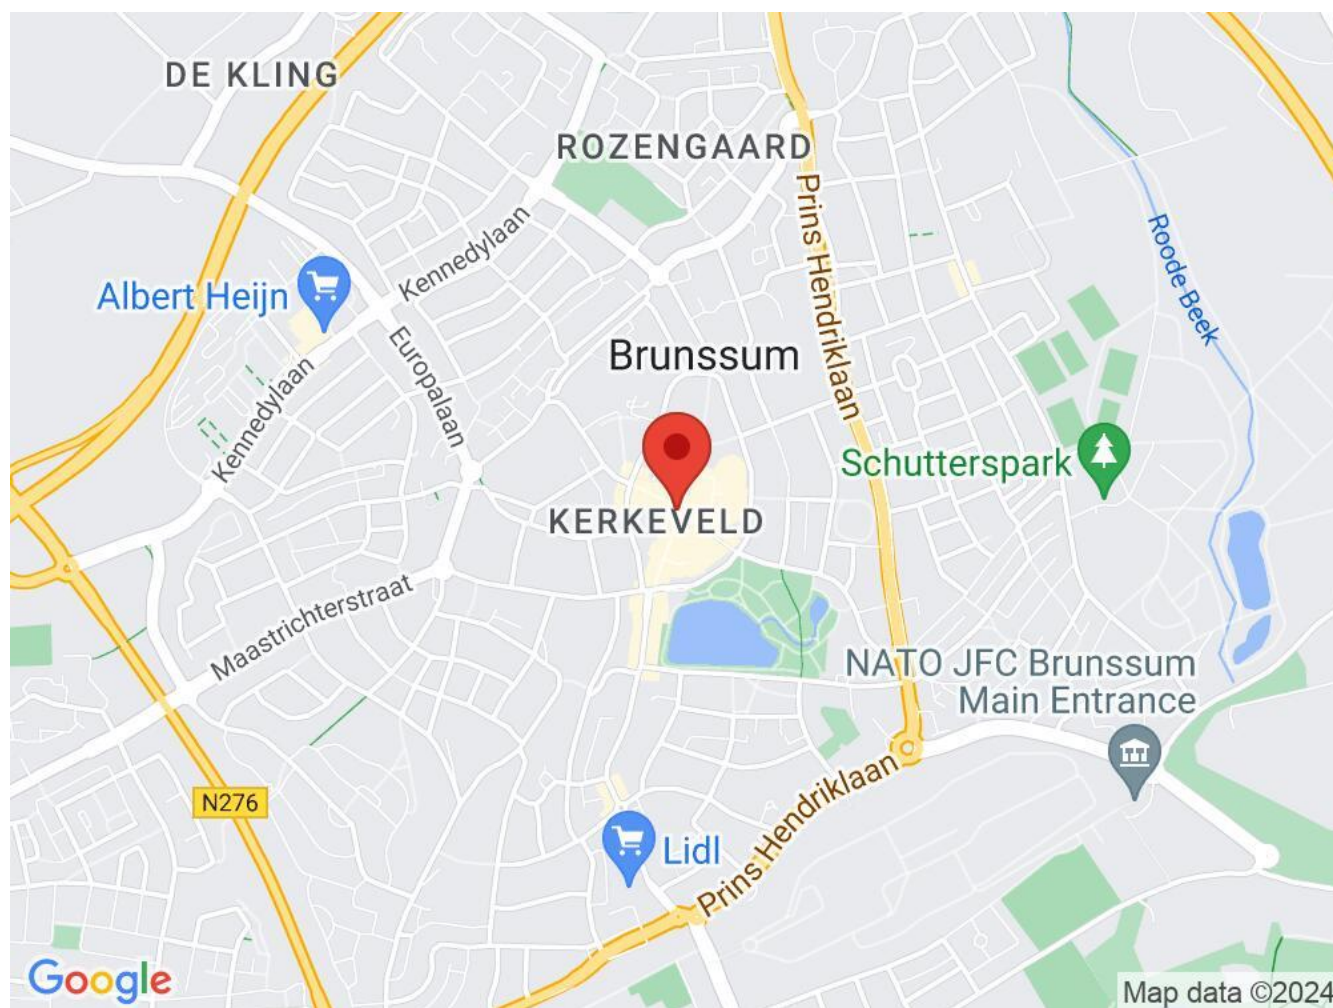 DE KLING
ROZENGAARD
Prins Hendriklaan
Kennedylaan
Roode Beek
Albert Heijn
Europalaan
Brunssum
Kennedylaan
Schutterspark
KERKEVELD
Maastrichterstraat
NATO JFC Brunssum
Main Entrance
Prins Hendriklaan
N276
Lidl
Google
Map data ©2024